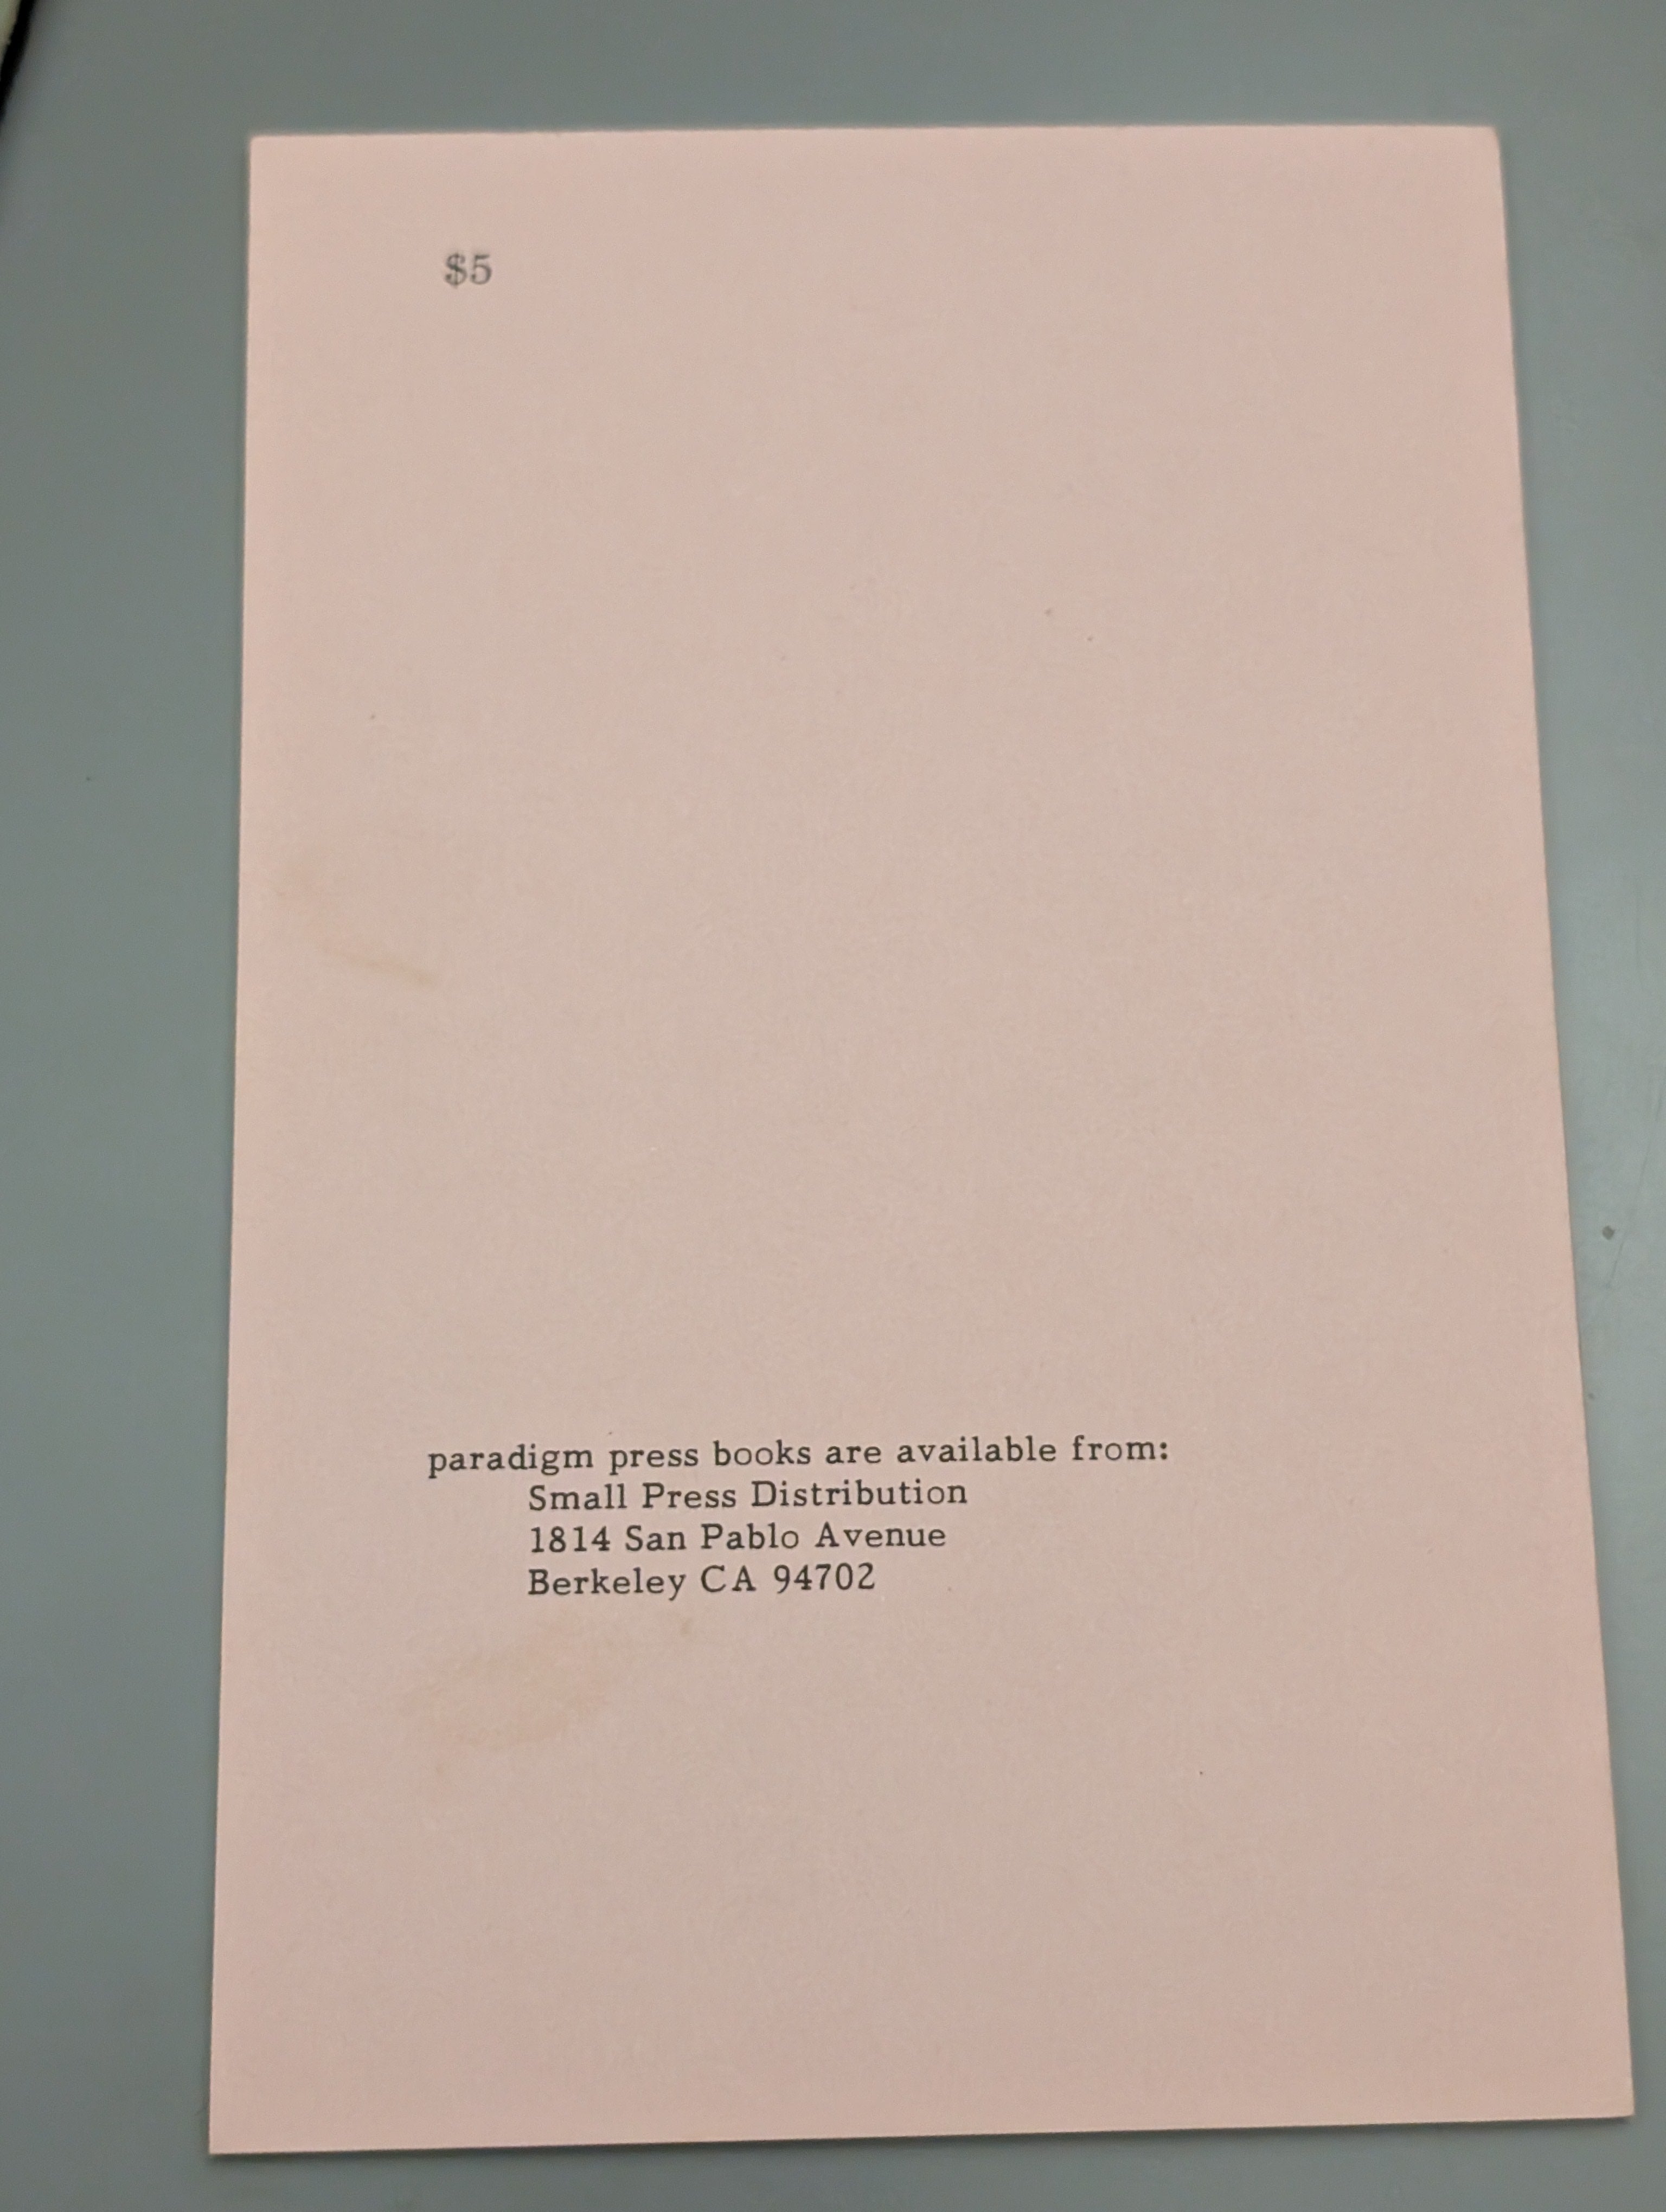 $5
paradigm press books are available from:
Small Press Distribution
1814 San Pablo Avenue
Berkeley CA 94702